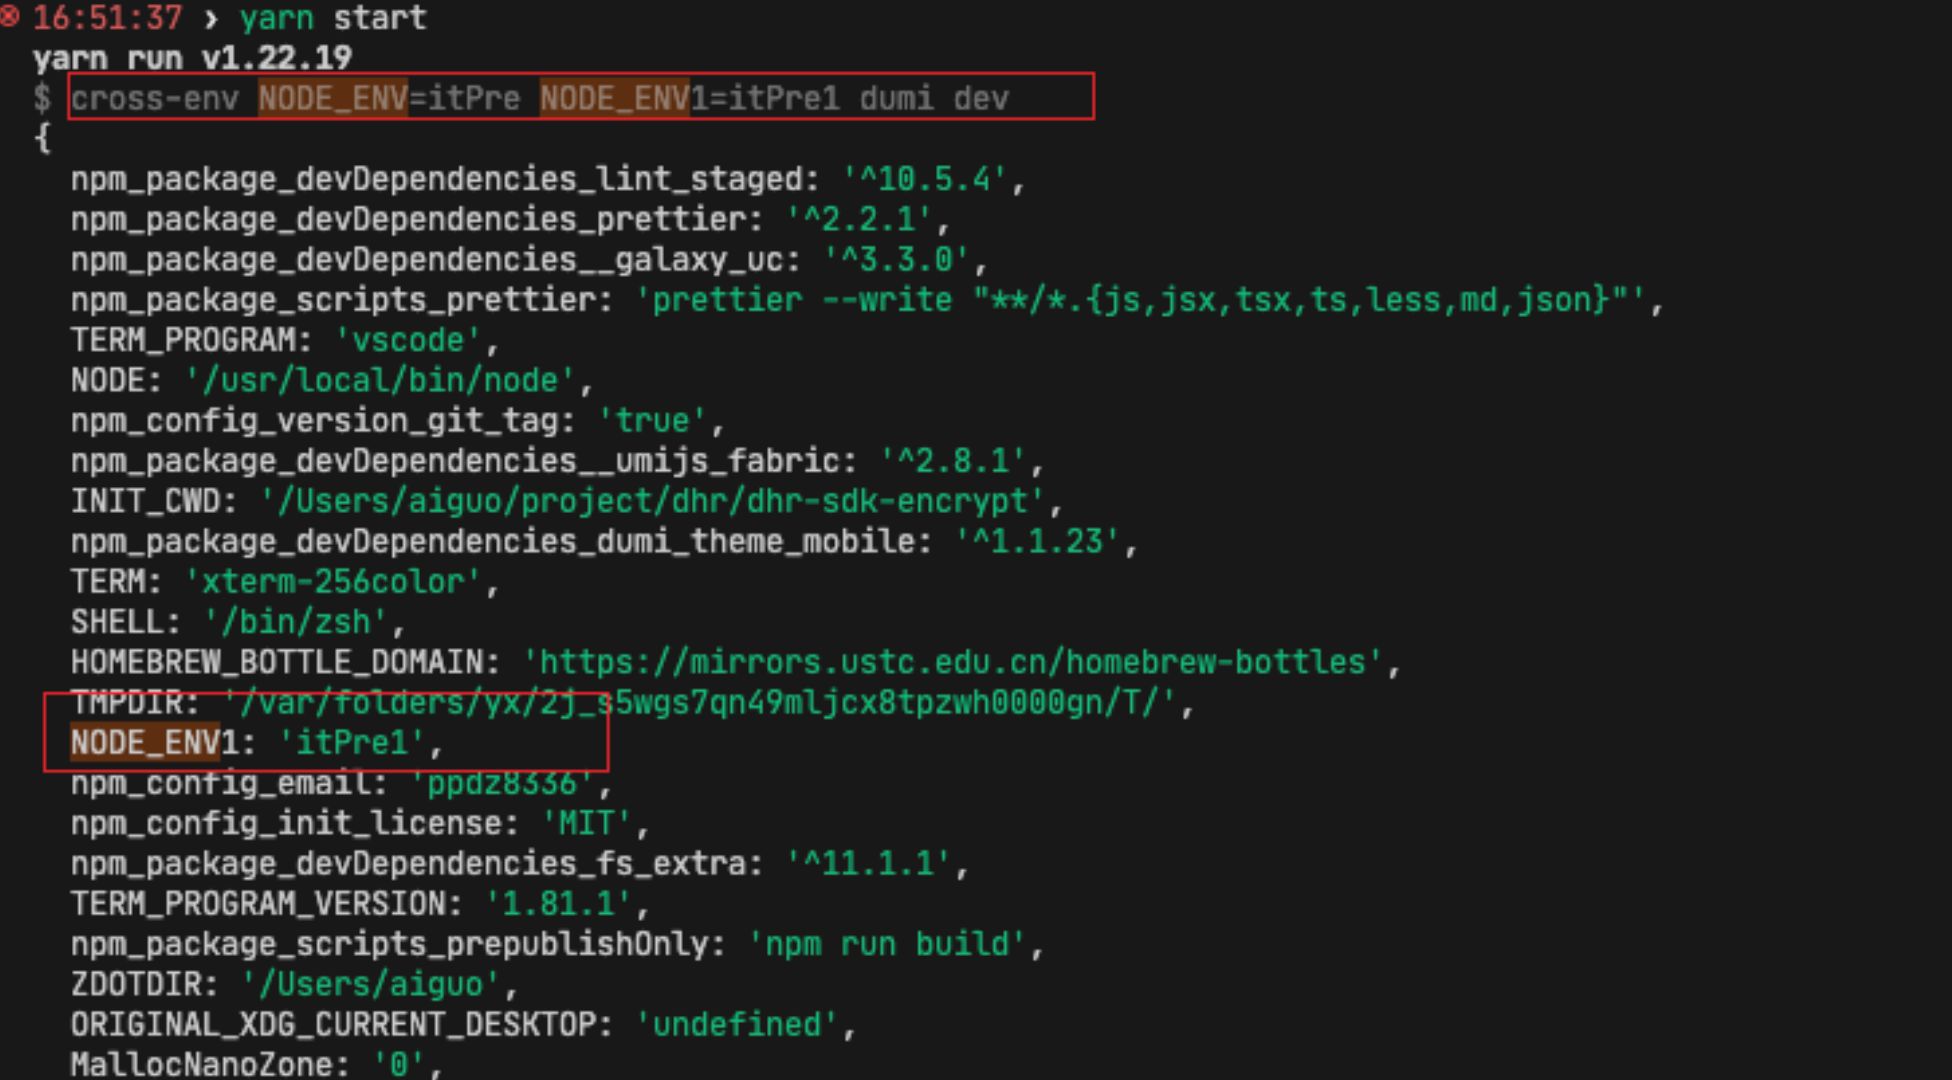 16:51:37 › yarn start
yarn run v1.22.19
$ cross-env NODE_ENV=itPre NODE_ENV1=itPre1 dumi dev
{
npm_package_devDependencies_lint_staged: '^10.5.4',
npm_package_devDependencies_prettier: '^2.2.1',
npm_package_devDependencies__galaxy_uc: '^3.3.0',
npm_package_scripts_prettier: 'prettier --write "**/*.{js,jsx,tsx,ts,less,md,json}"',
TERM_PROGRAM: 'vscode',
NODE: '/usr/local/bin/node',
npm_config_version_git_tag: 'true',
npm_package_devDependencies__umijs_fabric: '^2.8.1',
INIT_CWD: '/Users/aiguo/project/dhr/dhr-sdk-encrypt',
npm_package_devDependencies_dumi_theme_mobile: '^1.1.23',
TERM: 'xterm-256color',
SHELL: '/bin/zsh',
HOMEBREW_BOTTLE_DOMAIN: 'https://mirrors.ustc.edu.cn/homebrew-bottles',
TMPDIR: '/var/folders/yx/2j_s5wgs7qn49mljcx8tpzwh0000gn/T/',
NODE_ENV1: 'itPre1',
npm_config_email: 'ppdz8336',
npm_config_init_license: 'MIT',
npm_package_devDependencies_fs_extra: '^11.1.1',
TERM_PROGRAM_VERSION: '1.81.1',
npm_package_scripts_prepublishOnly: 'npm run build',
ZDOTDIR: '/Users/aiguo',
ORIGINAL_XDG_CURRENT_DESKTOP: 'undefined',
MallocNanoZone: '0',